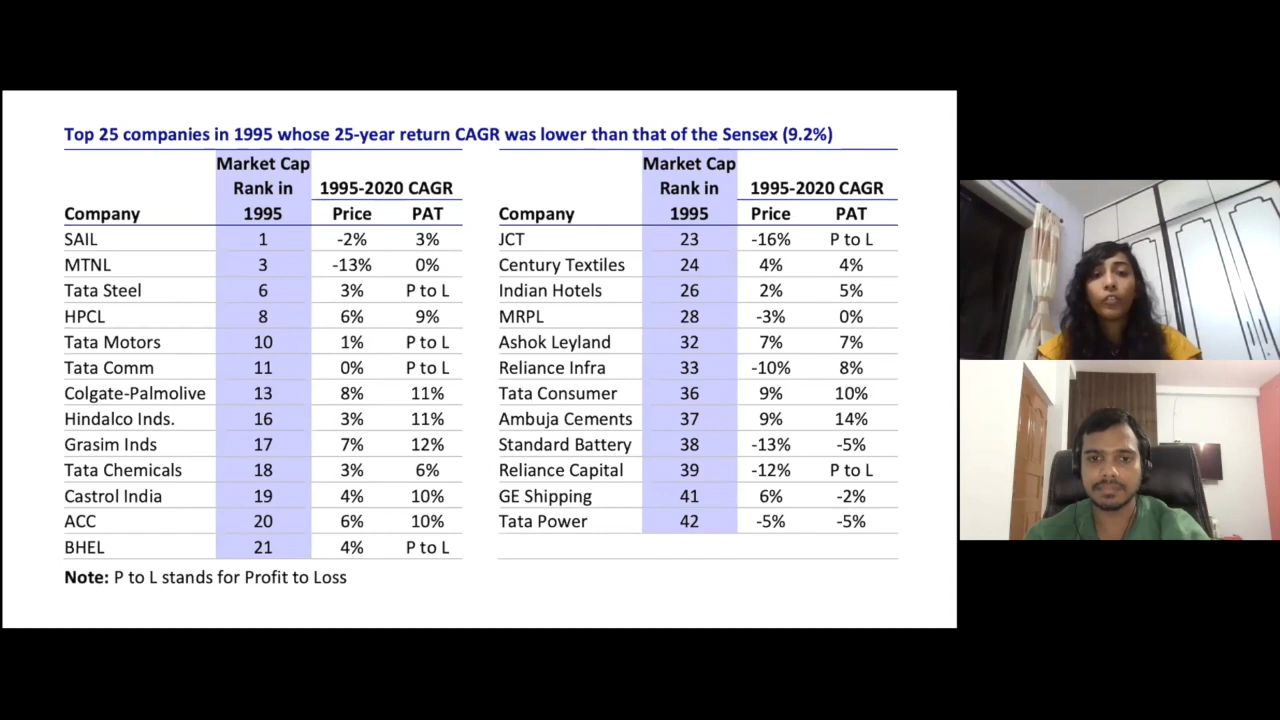 Top 25 companies in 1995 whose 25-year return CAGR was lower than that of the Sensex (9.2%)
Market Cap
Rank in 1995-2020 CAGR
Company 1995 Price PAT
SAIL 1 -2% 3%
MTNL 3 -13% 0%
Tata Steel 6 3% P to L
HPCL 8 6% 9%
Tata Motors 10 1% P to L
Tata Comm 11 0% P to L
Colgate-Palmolive 13 8% 11%
Hindalco Inds. 16 3% 11%
Grasim Inds 17 7% 12%
Tata Chemicals 18 3% 6%
Castrol India 19 4% 10%
ACC 20 6% 10%
BHEL 21 4% P to L
Market Cap
Rank in 1995-2020 CAGR
Company 1995 Price PAT
JCT 23 -16% P to L
Century Textiles 24 4% 4%
Indian Hotels 26 2% 5%
MRPL 28 -3% 0%
Ashok Leyland 32 7% 7%
Reliance Infra 33 -10% 8%
Tata Consumer 36 9% 10%
Ambuja Cements 37 9% 14%
Standard Battery 38 -13% -5%
Reliance Capital 39 -12% P to L
GE Shipping 41 6% -2%
Tata Power 42 -5% -5%
Note: P to L stands for Profit to Loss